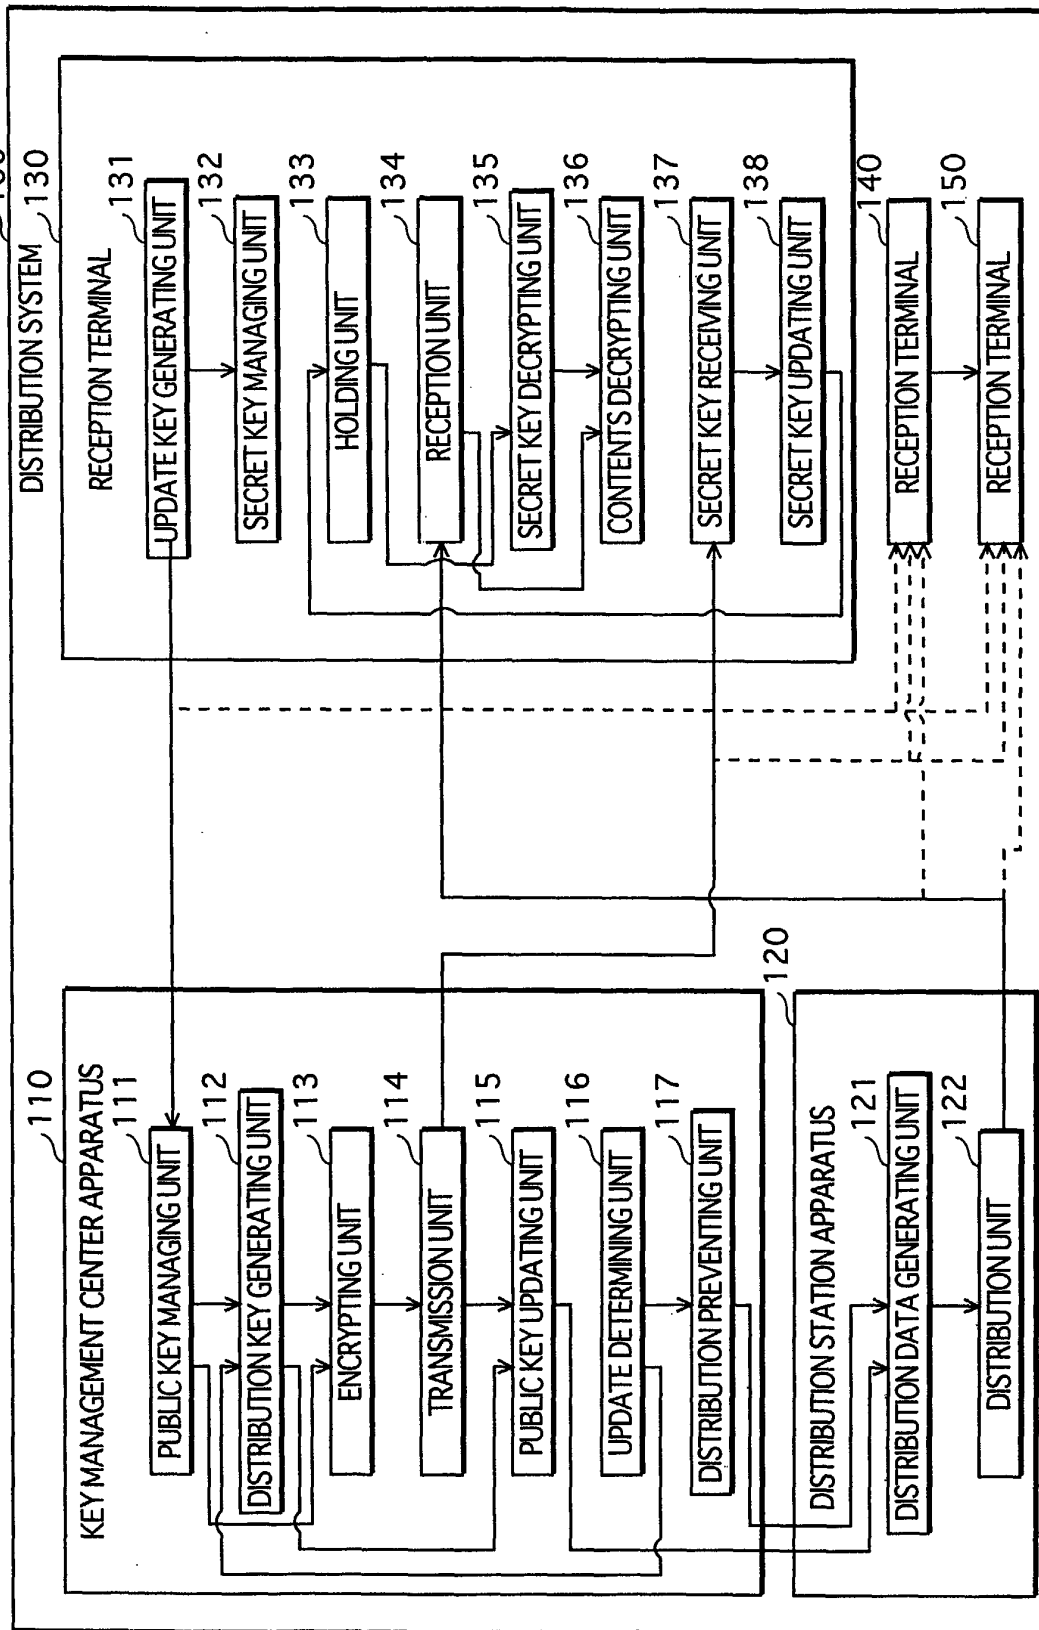 DISTRIBUTION SYSTEM
110
KEY MANAGEMENT CENTER APPARATUS
111
PUBLIC KEY MANAGING UNIT
112
DISTRIBUTION KEY GENERATING UNIT
113
ENCRYPTING UNIT
114
TRANSMISSION UNIT
115
PUBLIC KEY UPDATING UNIT
116
UPDATE DETERMINING UNIT
117
DISTRIBUTION PREVENTING UNIT
120
DISTRIBUTION STATION APPARATUS
121
DISTRIBUTION DATA GENERATING UNIT
122
DISTRIBUTION UNIT
130
RECEPTION TERMINAL
131
UPDATE KEY GENERATING UNIT
132
SECRET KEY MANAGING UNIT
133
HOLDING UNIT
134
RECEPTION UNIT
135
SECRET KEY DECRYPTING UNIT
136
CONTENTS DECRYPTING UNIT
137
SECRET KEY RECEIVING UNIT
138
SECRET KEY UPDATING UNIT
140
RECEPTION TERMINAL
150
RECEPTION TERMINAL